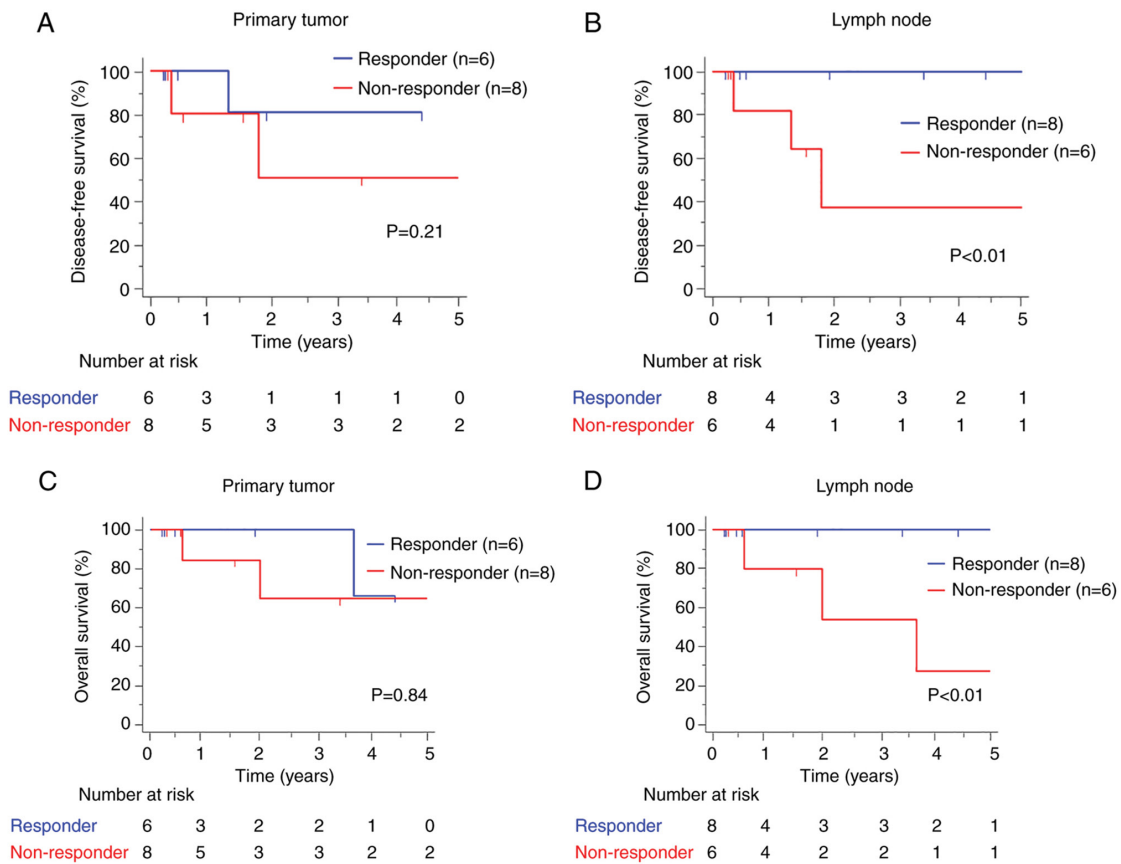 A
Primary tumor
Responder (n=6)
Non-responder (n=8)
Disease-free survival (%)
100
80
60
40
20
0
P=0.21
0 1 2 3 4 5
Time (years)
Number at risk
Responder 6 3 1 1 1 0
Non-responder 8 5 3 3 2 2
B
Lymph node
Responder (n=8)
Non-responder (n=6)
Disease-free survival (%)
100
80
60
40
20
0
P<0.01
0 1 2 3 4 5
Time (years)
Number at risk
Responder 8 4 3 3 2 1
Non-responder 6 4 1 1 1 1
C
Primary tumor
Responder (n=6)
Non-responder (n=8)
Overall survival (%)
100
80
60
40
20
0
P=0.84
0 1 2 3 4 5
Time (years)
Number at risk
Responder 6 3 2 2 1 0
Non-responder 8 5 3 3 2 2
D
Lymph node
Responder (n=8)
Non-responder (n=6)
Overall survival (%)
100
80
60
40
20
0
P<0.01
0 1 2 3 4 5
Time (years)
Number at risk
Responder 8 4 3 3 2 1
Non-responder 6 4 2 2 1 1